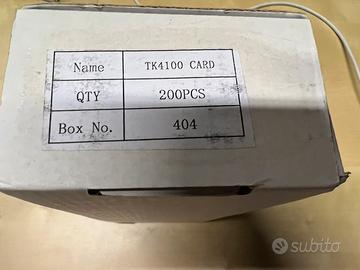 Name TK4100 CARD
QTY 200PCS
Box No. 404
subito